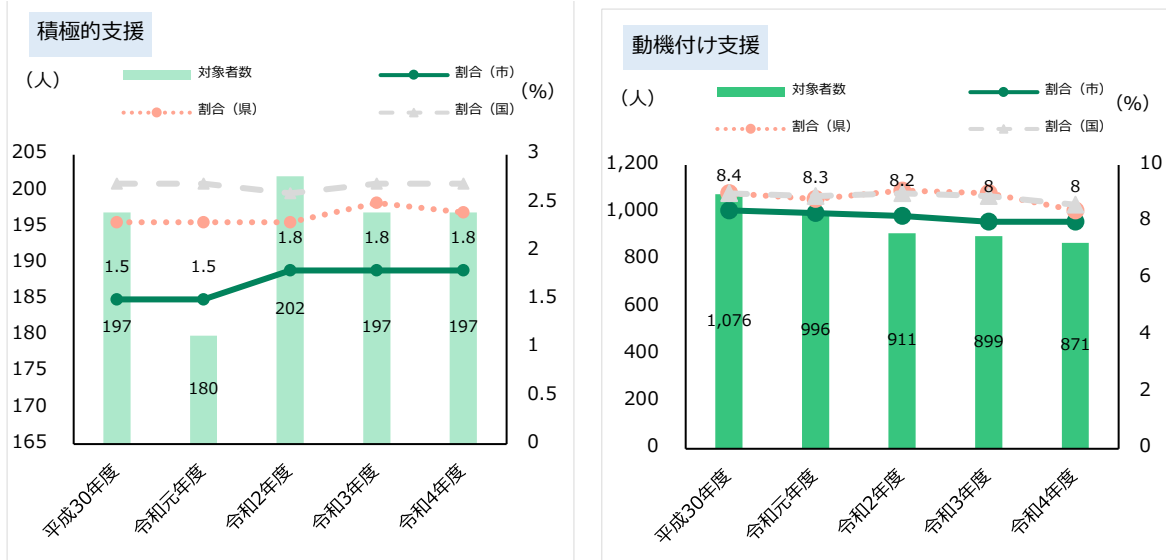 積極的支援
（人）
対象者数
割合（市）
（%）
割合（県）
割合（国）
205
200
195
190
185
180
175
170
165
3
2.5
2
1.5
1
0.5
0
1.5
1.5
1.8
1.8
1.8
197
180
202
197
197
平成30年度
令和元年度
令和2年度
令和3年度
令和4年度
動機付け支援
（人）
対象者数
割合（市）
（%）
割合（県）
割合（国）
1,200
1,000
800
600
400
200
0
10
8
6
4
2
0
8.4
8.3
8.2
8
8
1,076
996
911
899
871
平成30年度
令和元年度
令和2年度
令和3年度
令和4年度